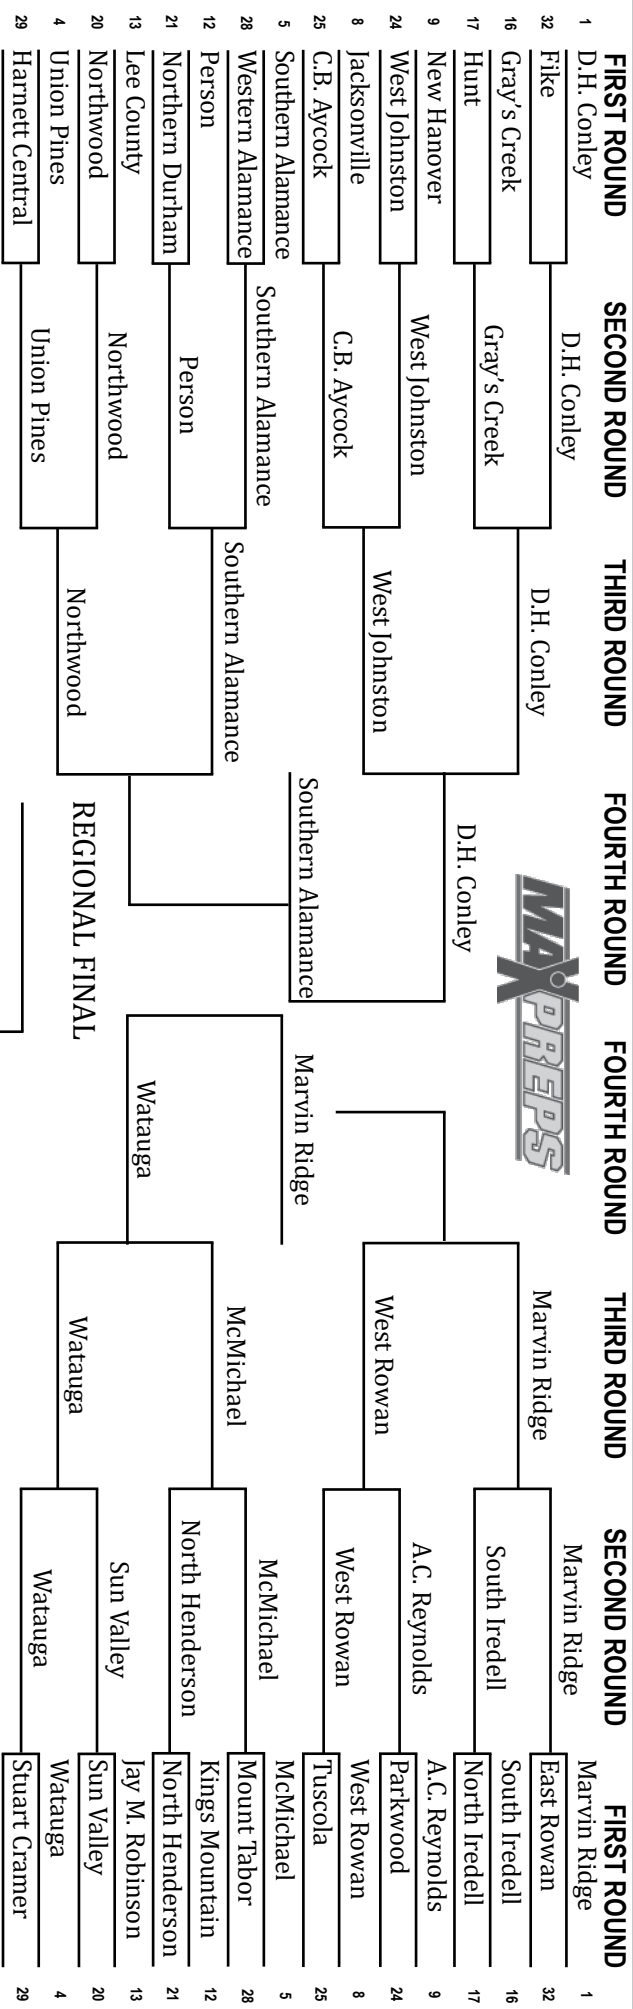 FIRST ROUND
SECOND ROUND
THIRD ROUND
FOURTH ROUND
FOURTH ROUND
THIRD ROUND
SECOND ROUND
FIRST ROUND
1 D.H. Conley
32 Fike
16 Gray's Creek
17 Hunt
9 New Hanover
24 West Johnston
8 Jacksonville
25 C.B. Aycock
5 Southern Alamance
28 Western Alamance
12 Person
21 Northern Durham
13 Lee County
20 Northwood
4 Union Pines
29 Harnett Central
D.H. Conley
Gray's Creek
West Johnston
C.B. Aycock
Southern Alamance
Person
Northwood
Union Pines
D.H. Conley
West Johnston
Southern Alamance
Northwood
D.H. Conley
Southern Alamance
MAXPREPS
REGIONAL FINAL
Marvin Ridge
Watauga
Marvin Ridge
West Rowan
McMichael
Watauga
Marvin Ridge
South Iredell
A.C. Reynolds
West Rowan
McMichael
North Henderson
Sun Valley
Watauga
Marvin Ridge 1
East Rowan 32
South Iredell 16
North Iredell 17
A.C. Reynolds 9
Parkwood 24
West Rowan 8
Tuscola 25
McMichael 5
Mount Tabor 28
Kings Mountain 12
North Henderson 21
Jay M. Robinson 13
Sun Valley 20
Watauga 4
Stuart Cramer 29